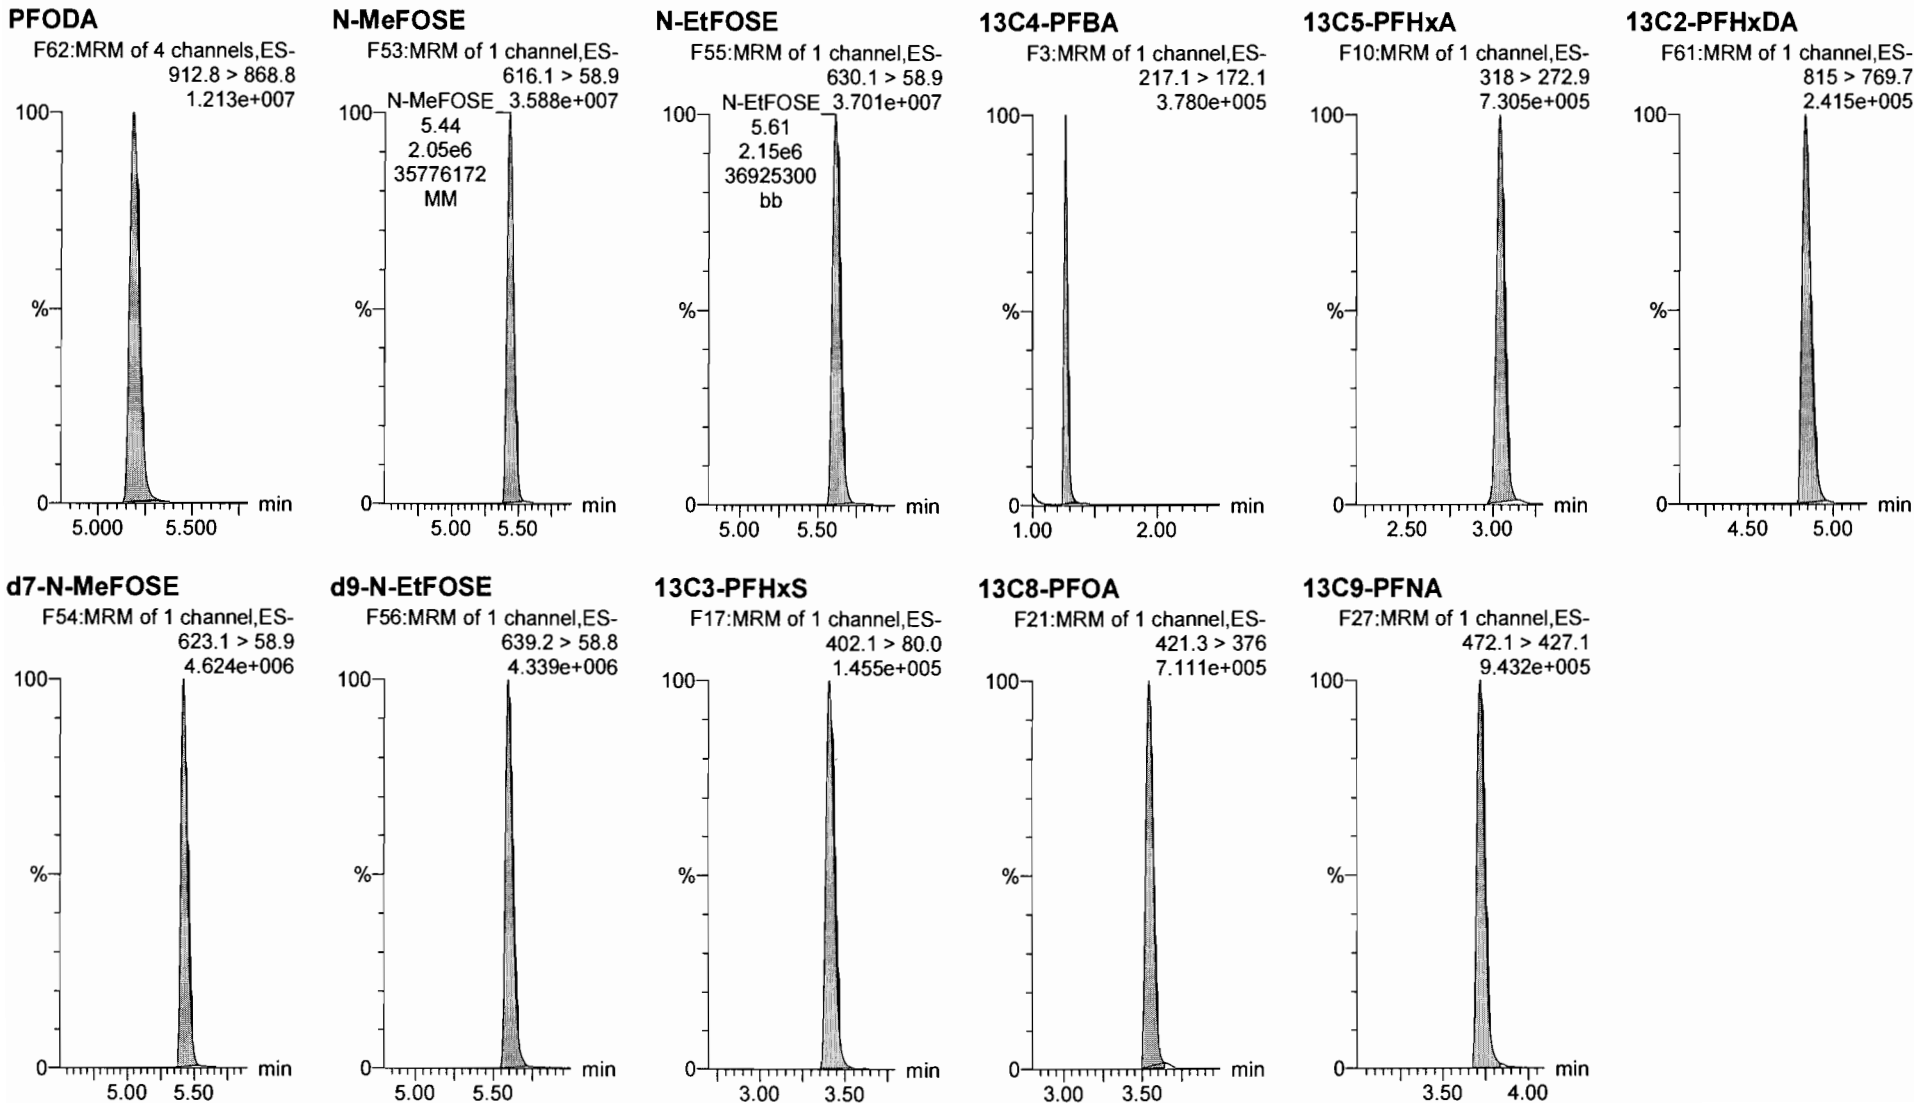 PFODA
F62:MRM of 4 channels,ES-
912.8 > 868.8
1.213e+007
100
%
0
min
5.000 5.500
N-MeFOSE
F53:MRM of 1 channel,ES-
616.1 > 58.9
N-MeFOSE 3.588e+007
100
5.44
2.05e6
35776172
MM
%
0
min
5.00 5.50
N-EtFOSE
F55:MRM of 1 channel,ES-
630.1 > 58.9
N-EtFOSE 3.701e+007
100
5.61
2.15e6
36925300
bb
%
0
min
5.00 5.50
13C4-PFBA
F3:MRM of 1 channel,ES-
217.1 > 172.1
3.780e+005
100
%
0
min
1.00 2.00
13C5-PFHxA
F10:MRM of 1 channel,ES-
318 > 272.9
7.305e+005
100
%
0
min
2.50 3.00
13C2-PFHxDA
F61:MRM of 1 channel,ES-
815 > 769.7
2.415e+005
100
%
0
min
4.50 5.00
d7-N-MeFOSE
F54:MRM of 1 channel,ES-
623.1 > 58.9
4.624e+006
100
%
0
min
5.00 5.50
d9-N-EtFOSE
F56:MRM of 1 channel,ES-
639.2 > 58.8
4.339e+006
100
%
0
min
5.00 5.50
13C3-PFHxS
F17:MRM of 1 channel,ES-
402.1 > 80.0
1.455e+005
100
%
0
min
3.00 3.50
13C8-PFOA
F21:MRM of 1 channel,ES-
421.3 > 376
7.111e+005
100
%
0
min
3.00 3.50
13C9-PFNA
F27:MRM of 1 channel,ES-
472.1 > 427.1
9.432e+005
100
%
0
min
3.50 4.00